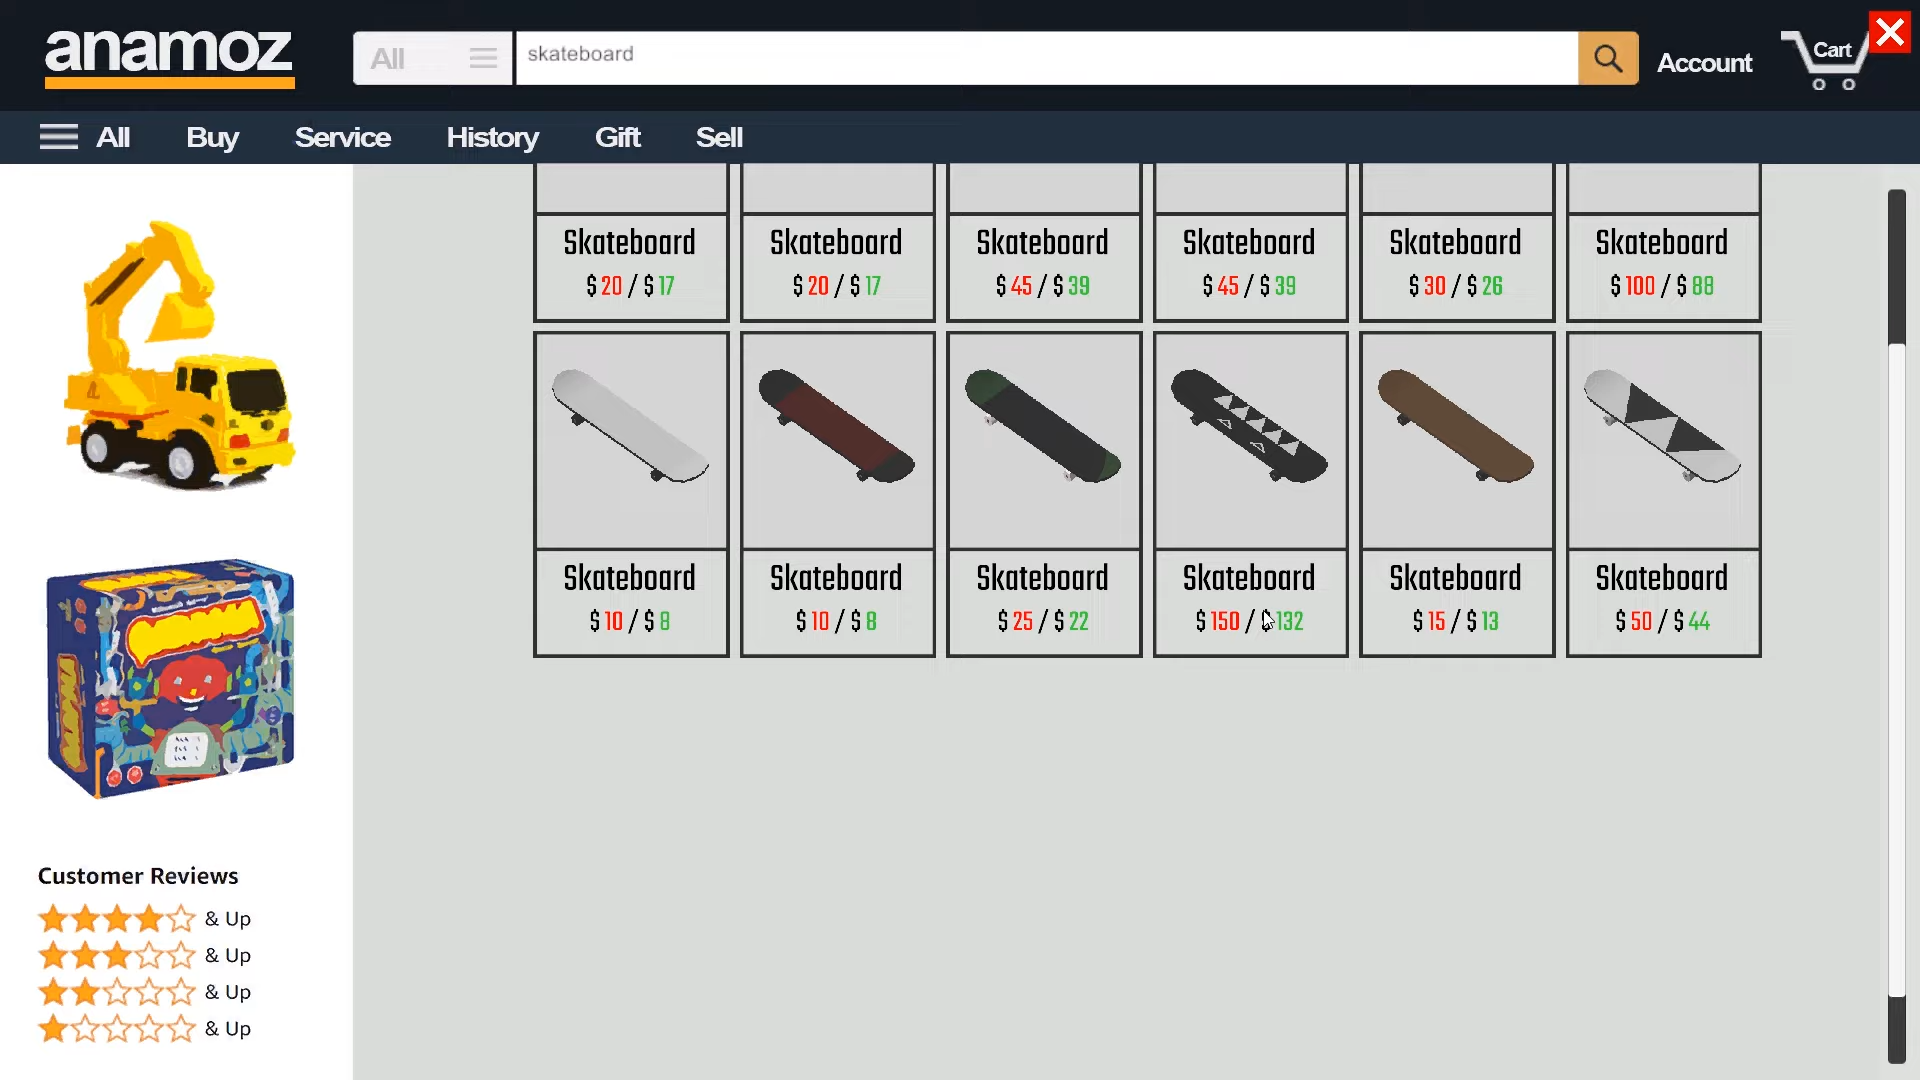 anamoz
All
skateboard
Account
Cart
All Buy Service History Gift Sell
Skateboard Skateboard Skateboard Skateboard Skateboard Skateboard
$ 20 / $ 17 $ 20 / $ 17 $ 45 / $ 39 $ 45 / $ 39 $ 30 / $ 26 $ 100 / $ 88
Skateboard Skateboard Skateboard Skateboard Skateboard Skateboard
$ 10 / $ 8 $ 10 / $ 8 $ 25 / $ 22 $ 150 / $ 132 $ 15 / $ 13 $ 50 / $ 44
Customer Reviews
& Up
& Up
& Up
& Up